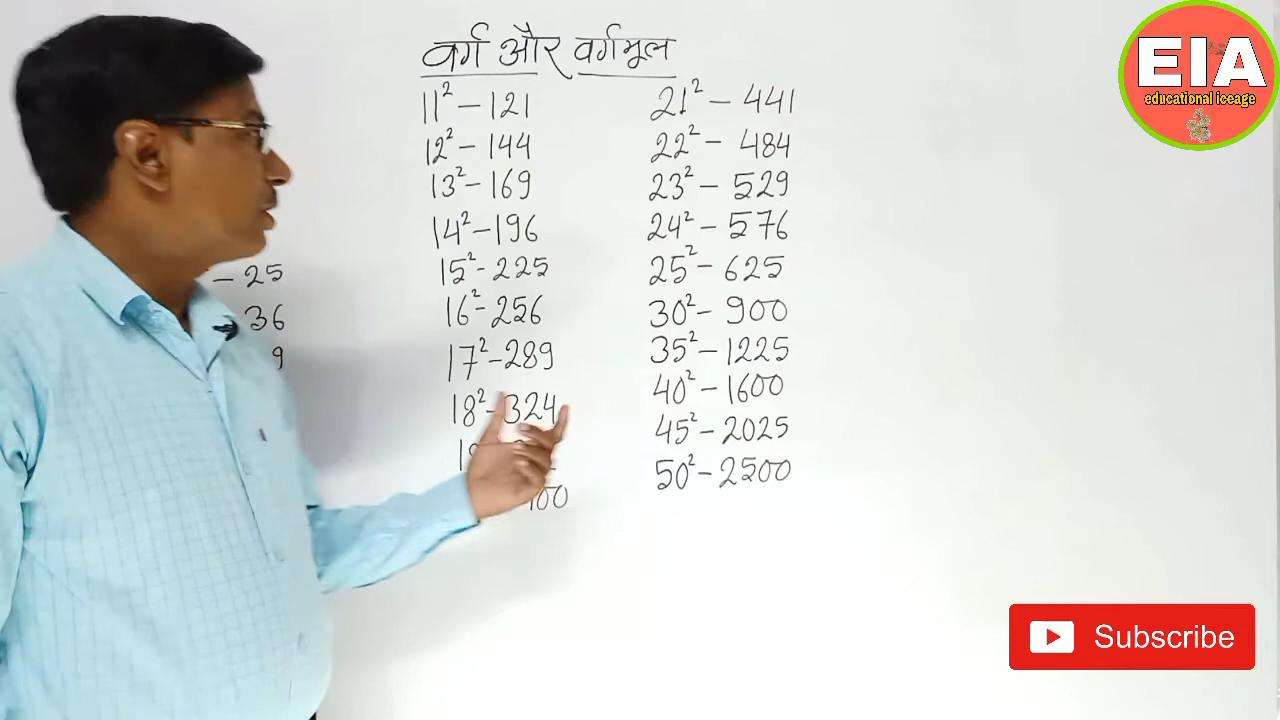 वर्ग और वर्गमूल
- 25
36
9
11² - 121
12² - 144
13² - 169
14² - 196
15² - 225
16² - 256
17² - 289
18² - 324
100
21² - 441
22² - 484
23² - 529
24² - 576
25² - 625
30² - 900
35² - 1225
40² - 1600
45² - 2025
50² - 2500
EIA
educational iceage
Subscribe